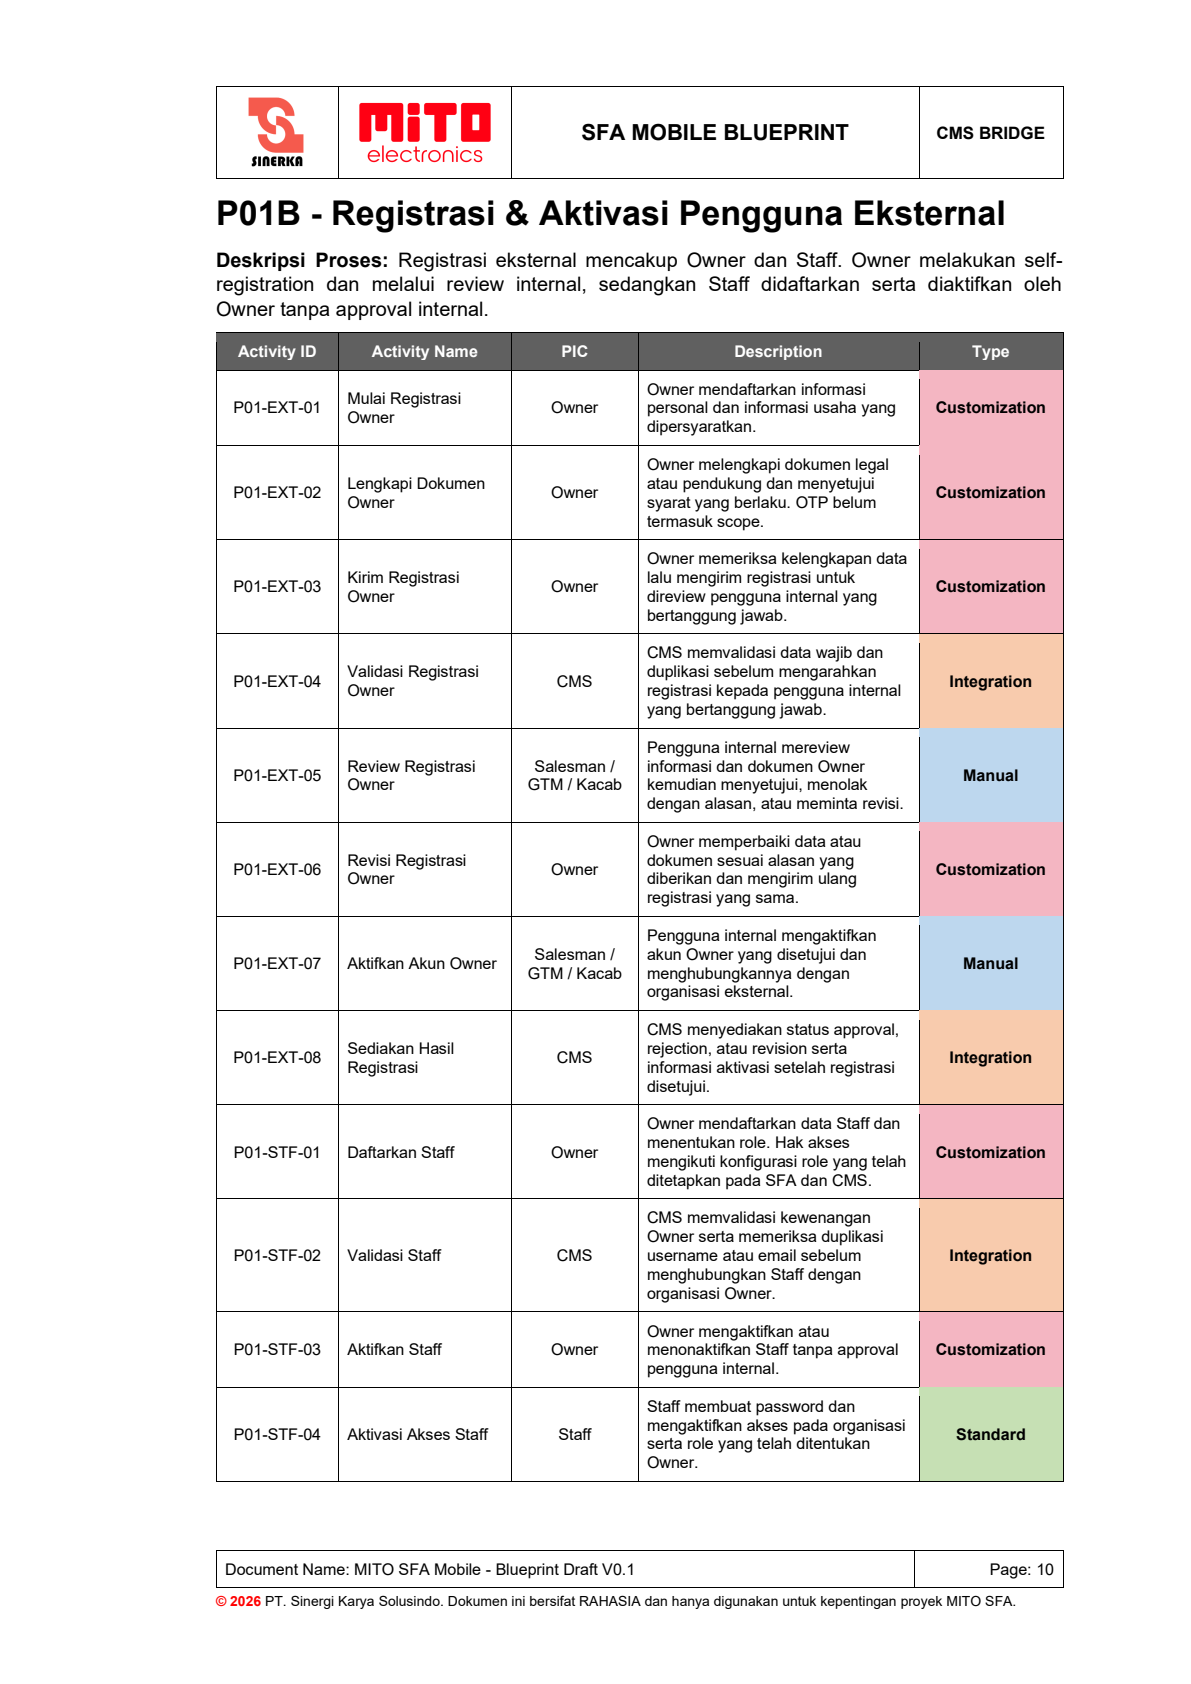 SINERKA
MiTO
electronics
SFA MOBILE BLUEPRINT
CMS BRIDGE
P01B - Registrasi & Aktivasi Pengguna Eksternal
Deskripsi Proses: Registrasi eksternal mencakup Owner dan Staff. Owner melakukan self-
registration dan melalui review internal, sedangkan Staff didaftarkan serta diaktifkan oleh
Owner tanpa approval internal.
Activity ID
Activity Name
PIC
Description
Type
P01-EXT-01
Mulai Registrasi
Owner
Owner
Owner mendaftarkan informasi
personal dan informasi usaha yang
dipersyaratkan.
Customization
P01-EXT-02
Lengkapi Dokumen
Owner
Owner
Owner melengkapi dokumen legal
atau pendukung dan menyetujui
syarat yang berlaku. OTP belum
termasuk scope.
Customization
P01-EXT-03
Kirim Registrasi
Owner
Owner
Owner memeriksa kelengkapan data
lalu mengirim registrasi untuk
direview pengguna internal yang
bertanggung jawab.
Customization
P01-EXT-04
Validasi Registrasi
Owner
CMS
CMS memvalidasi data wajib dan
duplikasi sebelum mengarahkan
registrasi kepada pengguna internal
yang bertanggung jawab.
Integration
P01-EXT-05
Review Registrasi
Owner
Salesman /
GTM / Kacab
Pengguna internal mereview
informasi dan dokumen Owner
kemudian menyetujui, menolak
dengan alasan, atau meminta revisi.
Manual
P01-EXT-06
Revisi Registrasi
Owner
Owner
Owner memperbaiki data atau
dokumen sesuai alasan yang
diberikan dan mengirim ulang
registrasi yang sama.
Customization
P01-EXT-07
Aktifkan Akun Owner
Salesman /
GTM / Kacab
Pengguna internal mengaktifkan
akun Owner yang disetujui dan
menghubungkannya dengan
organisasi eksternal.
Manual
P01-EXT-08
Sediakan Hasil
Registrasi
CMS
CMS menyediakan status approval,
rejection, atau revision serta
informasi aktivasi setelah registrasi
disetujui.
Integration
P01-STF-01
Daftarkan Staff
Owner
Owner mendaftarkan data Staff dan
menentukan role. Hak akses
mengikuti konfigurasi role yang telah
ditetapkan pada SFA dan CMS.
Customization
P01-STF-02
Validasi Staff
CMS
CMS memvalidasi kewenangan
Owner serta memeriksa duplikasi
username atau email sebelum
menghubungkan Staff dengan
organisasi Owner.
Integration
P01-STF-03
Aktifkan Staff
Owner
Owner mengaktifkan atau
menonaktifkan Staff tanpa approval
pengguna internal.
Customization
P01-STF-04
Aktivasi Akses Staff
Staff
Staff membuat password dan
mengaktifkan akses pada organisasi
serta role yang telah ditentukan
Owner.
Standard
Document Name: MITO SFA Mobile - Blueprint Draft V0.1
Page: 10
© 2026 PT. Sinergi Karya Solusindo. Dokumen ini bersifat RAHASIA dan hanya digunakan untuk kepentingan proyek MITO SFA.